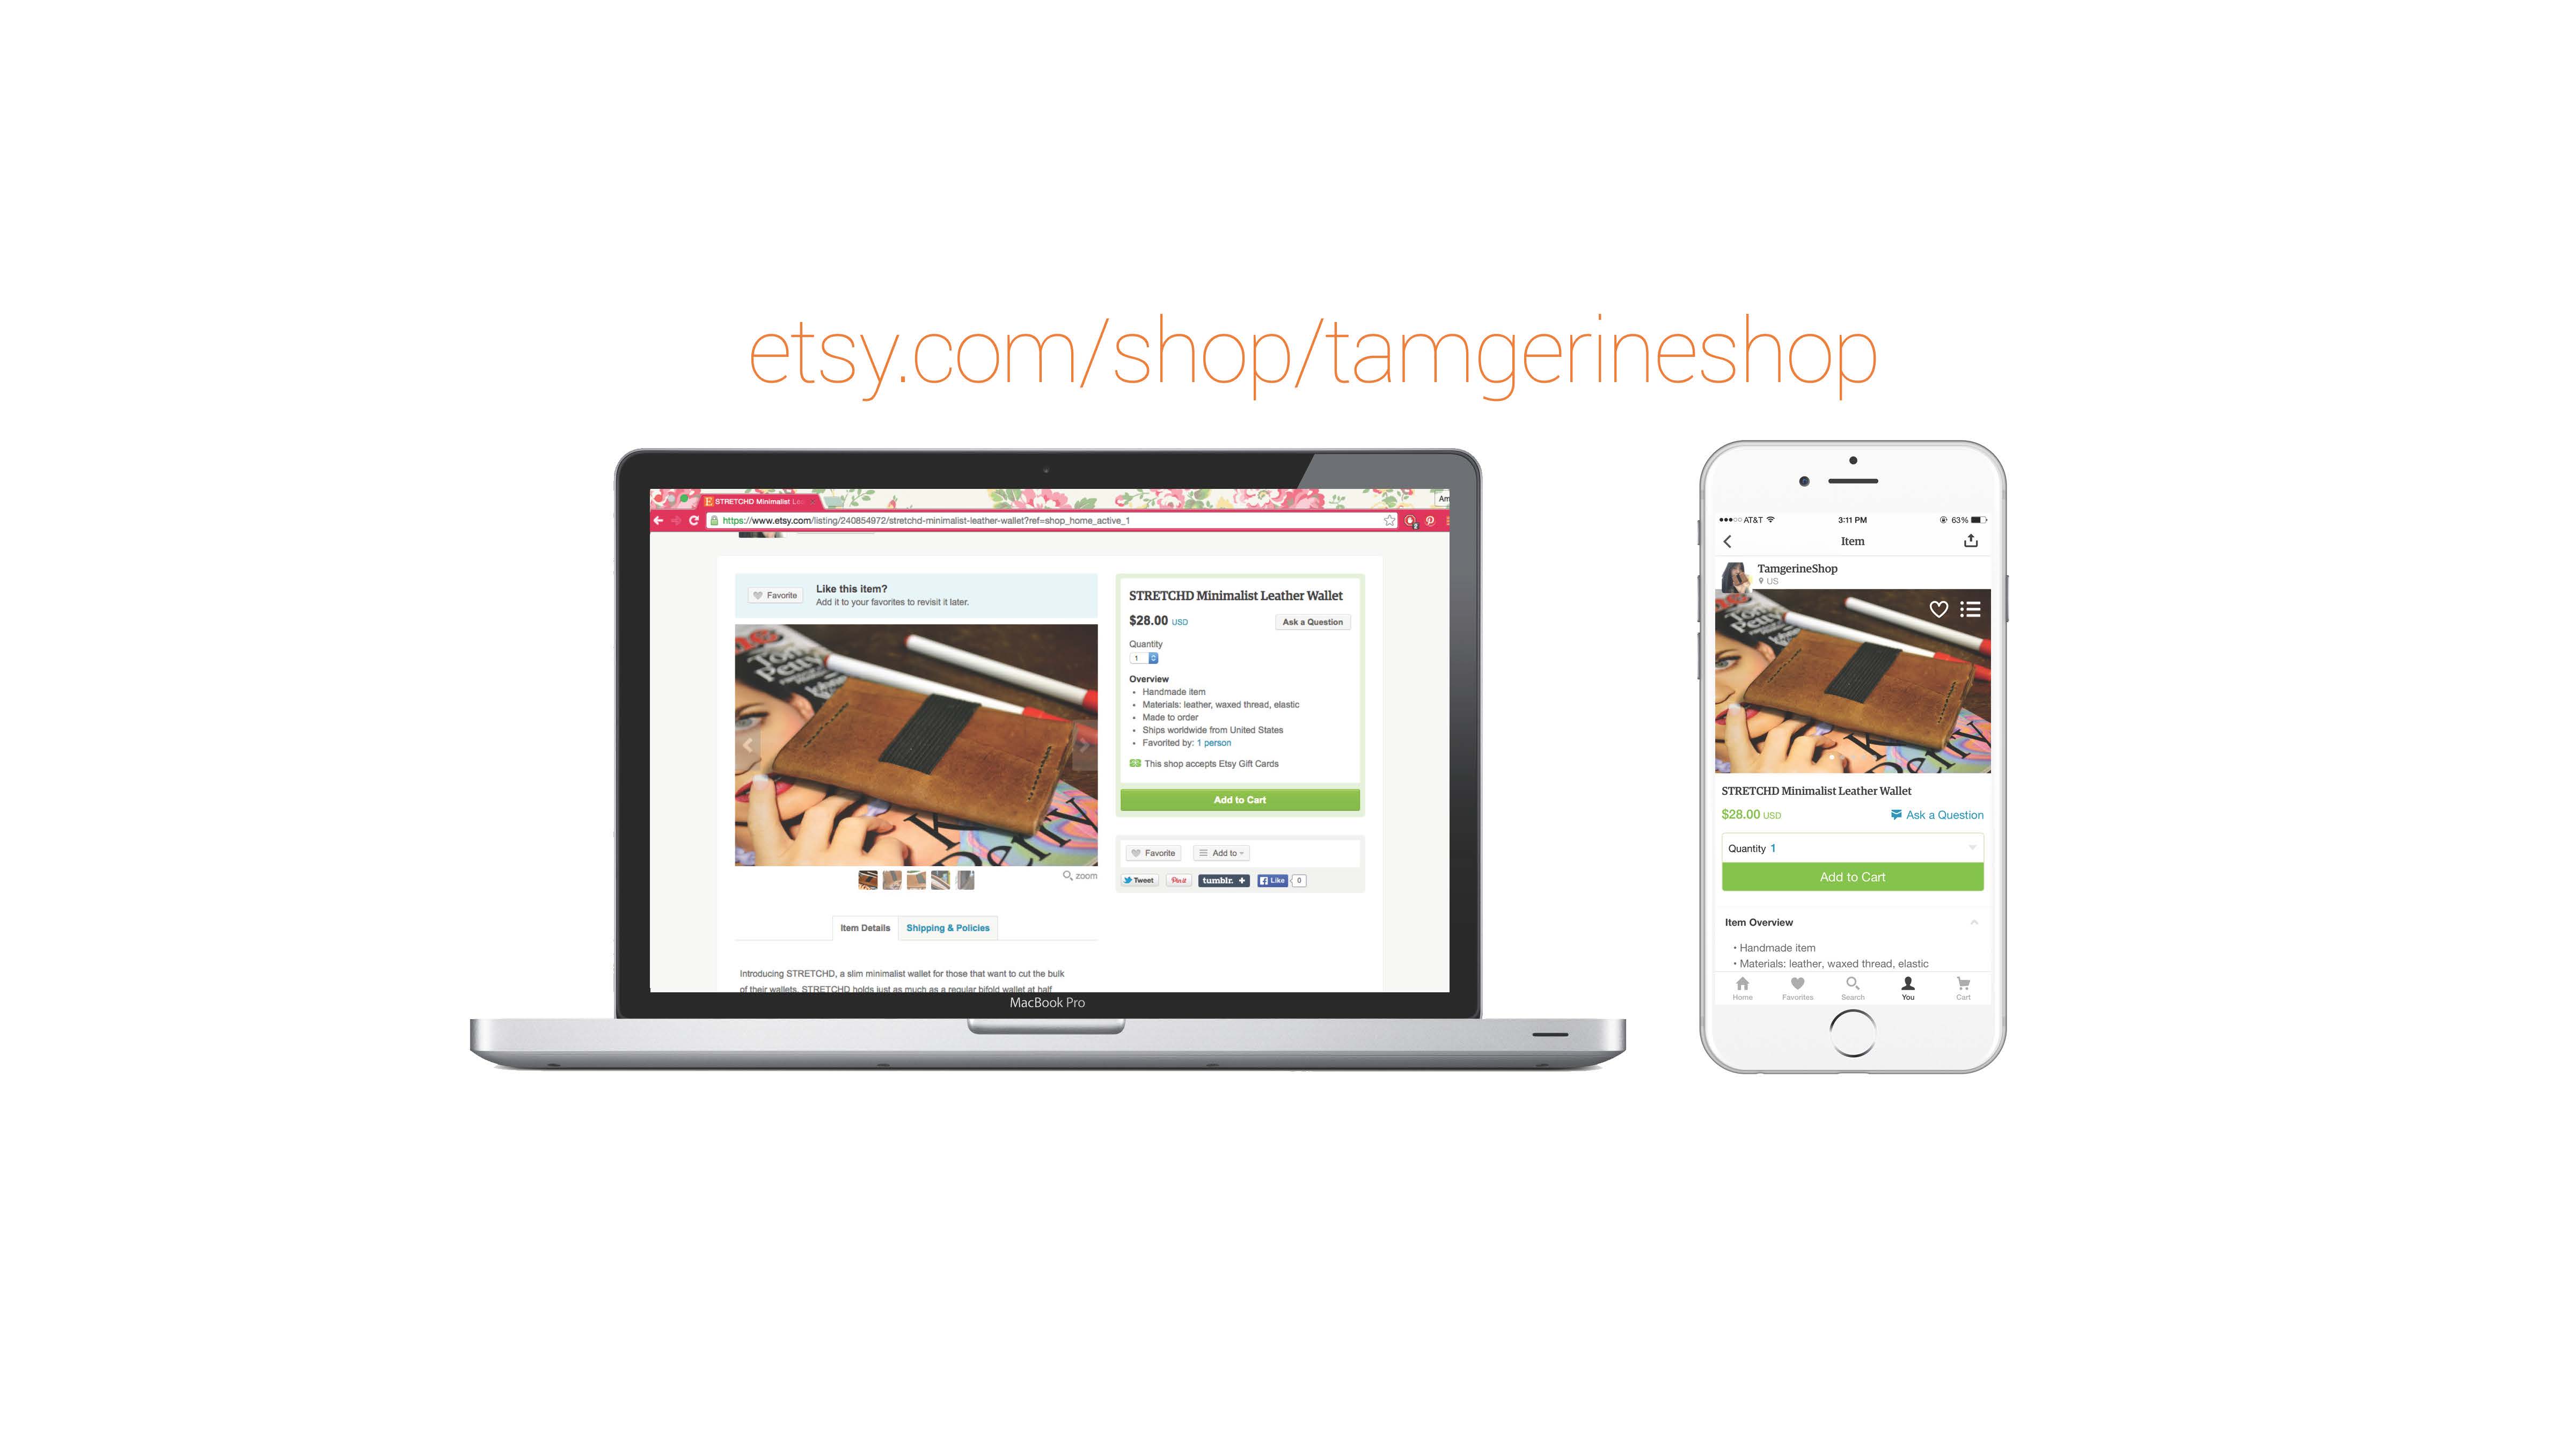 etsy.com/shop/tamgerineshop
STRETCHD Minimalist
https://www.etsy.com/listing/240854972/stretchd-minimalist-leather-wallet?ref=shop_home_active_1
Favorite
Like this item?
Add it to your favorites to revisit it later.
Perry
zoom
Item Details
Shipping & Policies
Introducing STRETCHD, a slim minimalist wallet for those that want to cut the bulk
of their wallets. STRETCHD holds just as much as a regular bifold wallet at half
STRETCHD Minimalist Leather Wallet
$28.00 USD
Ask a Question
Quantity
1
Overview
• Handmade item
• Materials: leather, waxed thread, elastic
• Made to order
• Ships worldwide from United States
• Favorited by: 1 person
This shop accepts Etsy Gift Cards
Add to Cart
Favorite
Add to
Tweet
Pin it
tumblr. +
Like 0
MacBook Pro
AT&T
3:11 PM
63%
Item
TamgerineShop
US
STRETCHD Minimalist Leather Wallet
$28.00 USD
Ask a Question
Quantity 1
Add to Cart
Item Overview
• Handmade item
• Materials: leather, waxed thread, elastic
Home
Favorites
Search
You
Cart